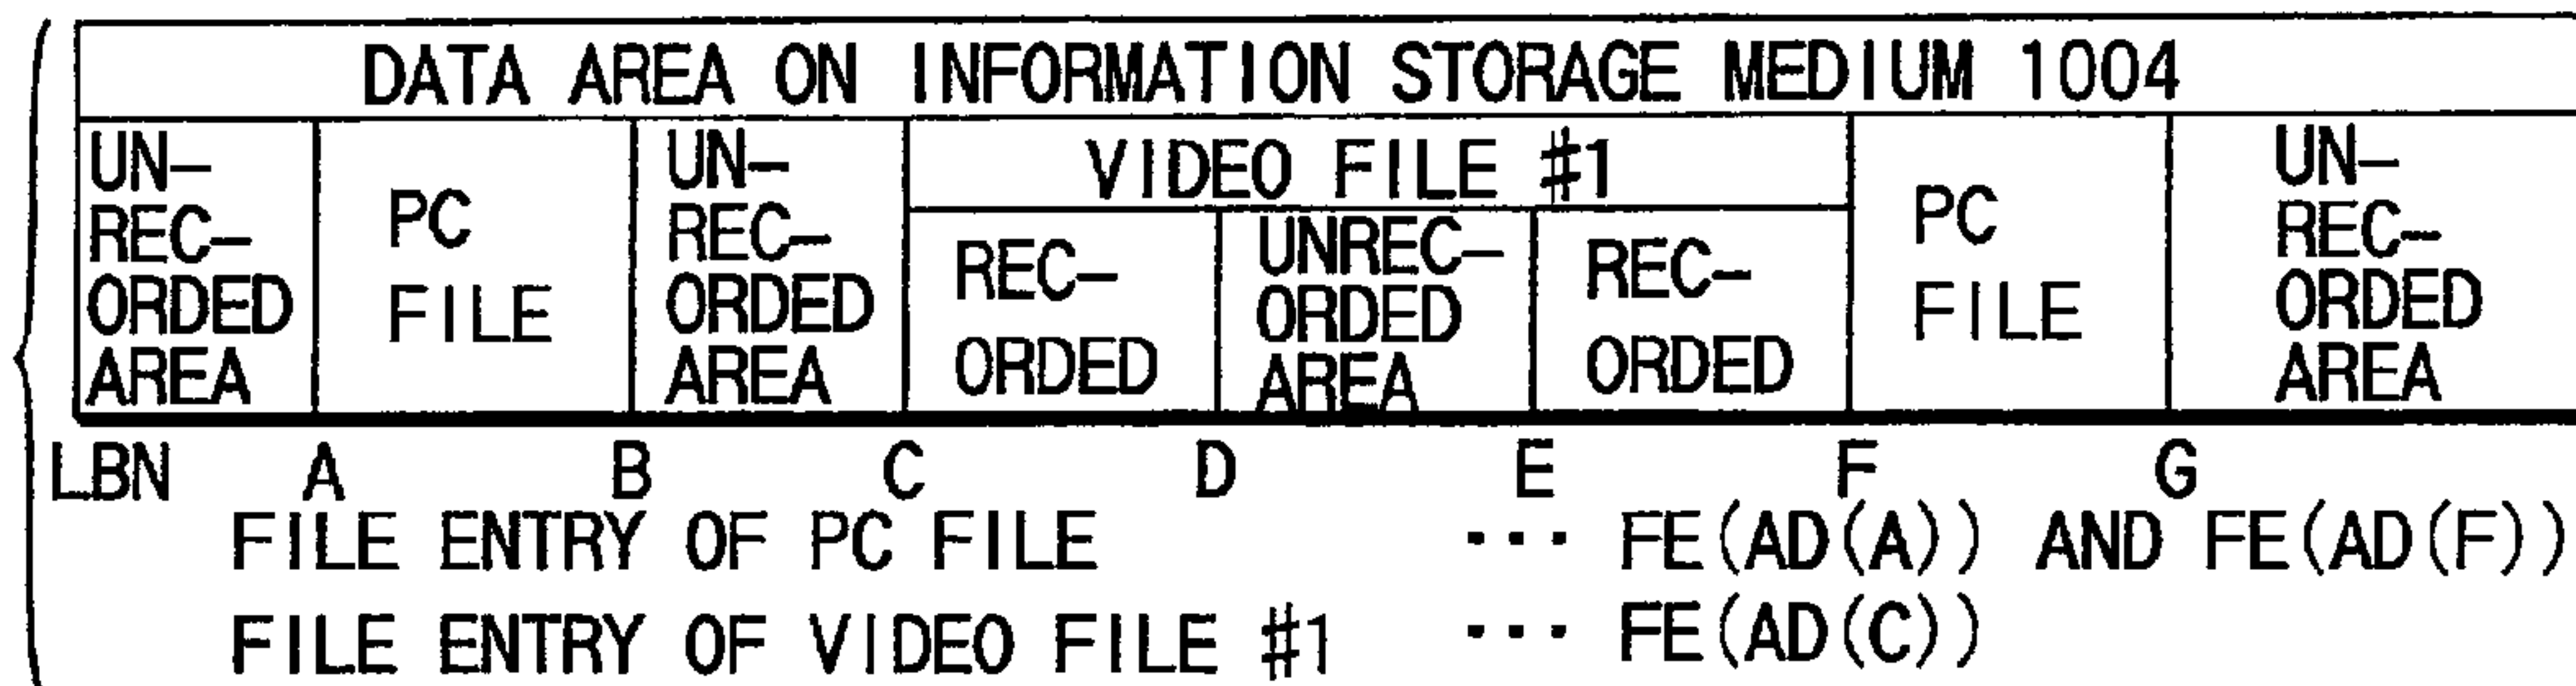 DATA AREA ON INFORMATION STORAGE MEDIUM 1004
UN-
REC-
ORDED
AREA
PC
FILE
UN-
REC-
ORDED
AREA
VIDEO FILE #1
REC-
ORDED
UNREC-
ORDED
AREA
REC-
ORDED
PC
FILE
UN-
REC-
ORDED
AREA
LBN A B C D E F G
FILE ENTRY OF PC FILE ··· FE(AD(A)) AND FE(AD(F))
FILE ENTRY OF VIDEO FILE #1 ··· FE(AD(C))